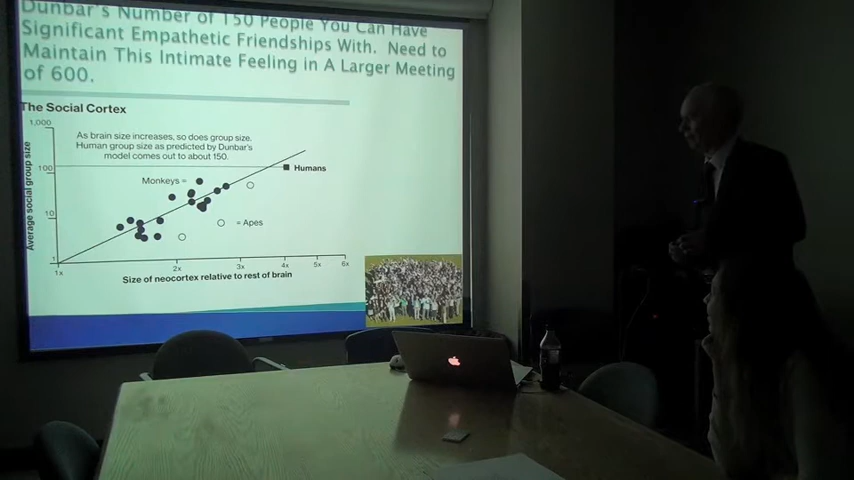 Dunbar's Number of 150 People You Can Have
Significant Empathetic Friendships With. Need to
Maintain This Intimate Feeling in A Larger Meeting
of 600.
The Social Cortex
1,000
As brain size increases, so does group size.
Human group size as predicted by Dunbar's
model comes out to about 150.
100
Humans
Monkeys =
Average social group size
10
= Apes
1
1x
2x
3x
4x
5x
6x
Size of neocortex relative to rest of brain